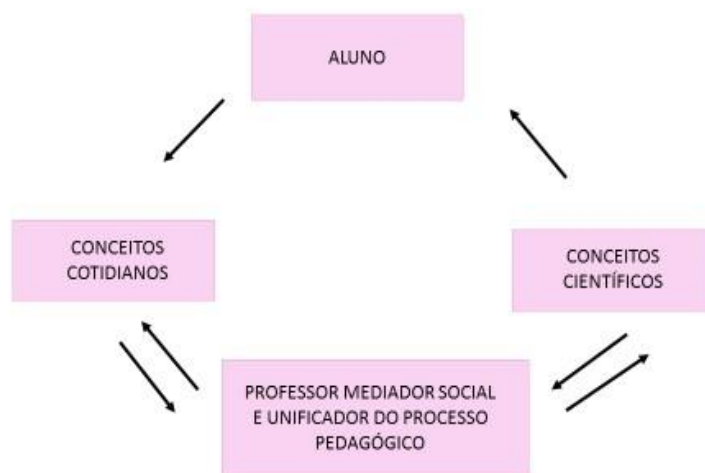 ALUNO
CONCEITOS
COTIDIANOS
CONCEITOS
CIENTÍFICOS
PROFESSOR MEDIADOR SOCIAL
E UNIFICADOR DO PROCESSO
PEDAGÓGICO